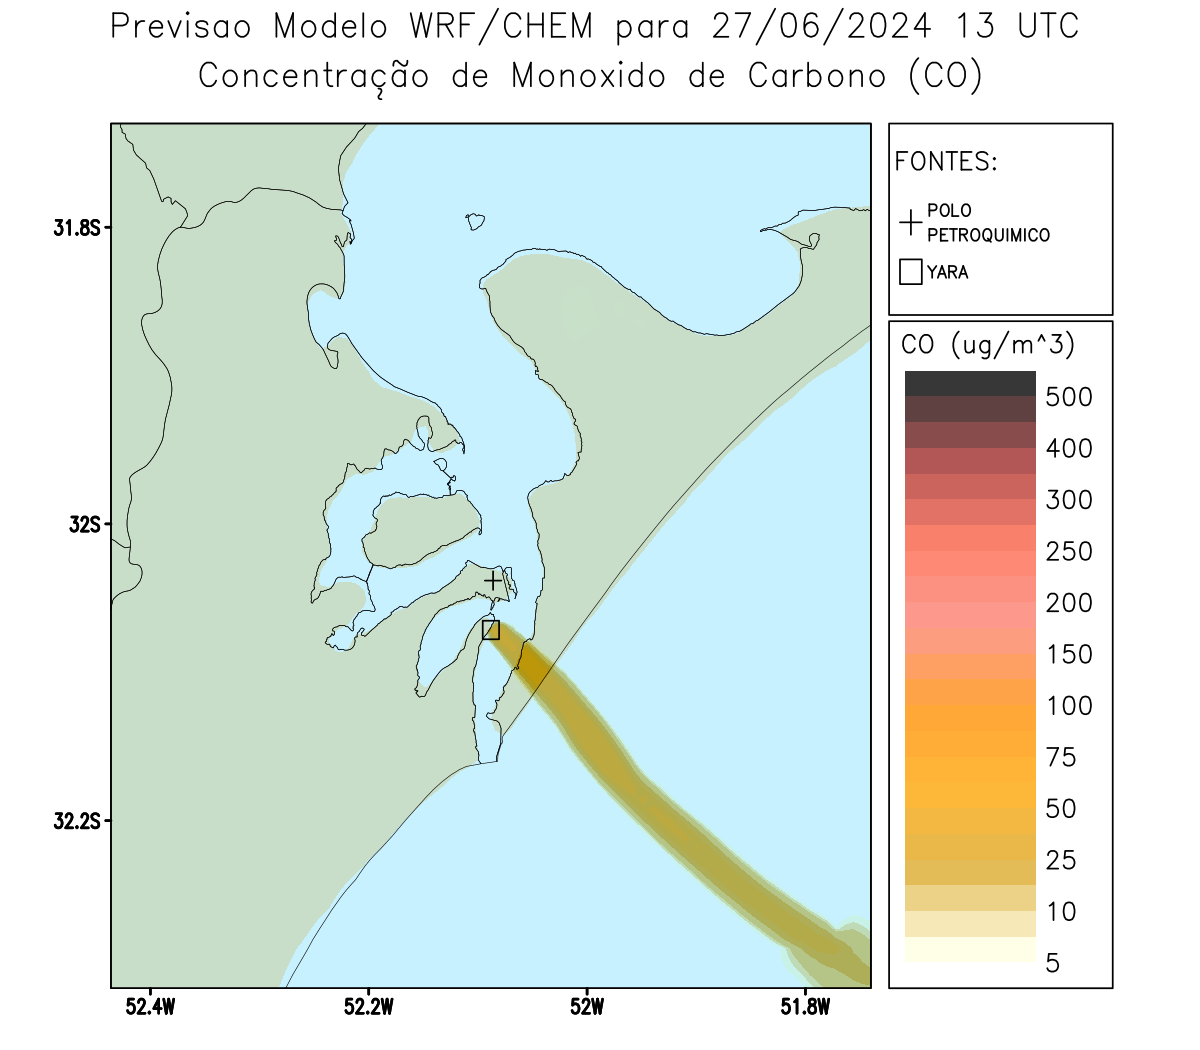 Previsao Modelo WRF/CHEM para 27/06/2024 13 UTC
Concentração de Monoxido de Carbono (CO)
FONTES:
POLO
PETROQUIMICO
YARA
CO (ug/m^3)
500
400
300
250
200
150
100
75
50
25
10
5
31.8S
32S
32.2S
52.4W
52.2W
52W
51.8W